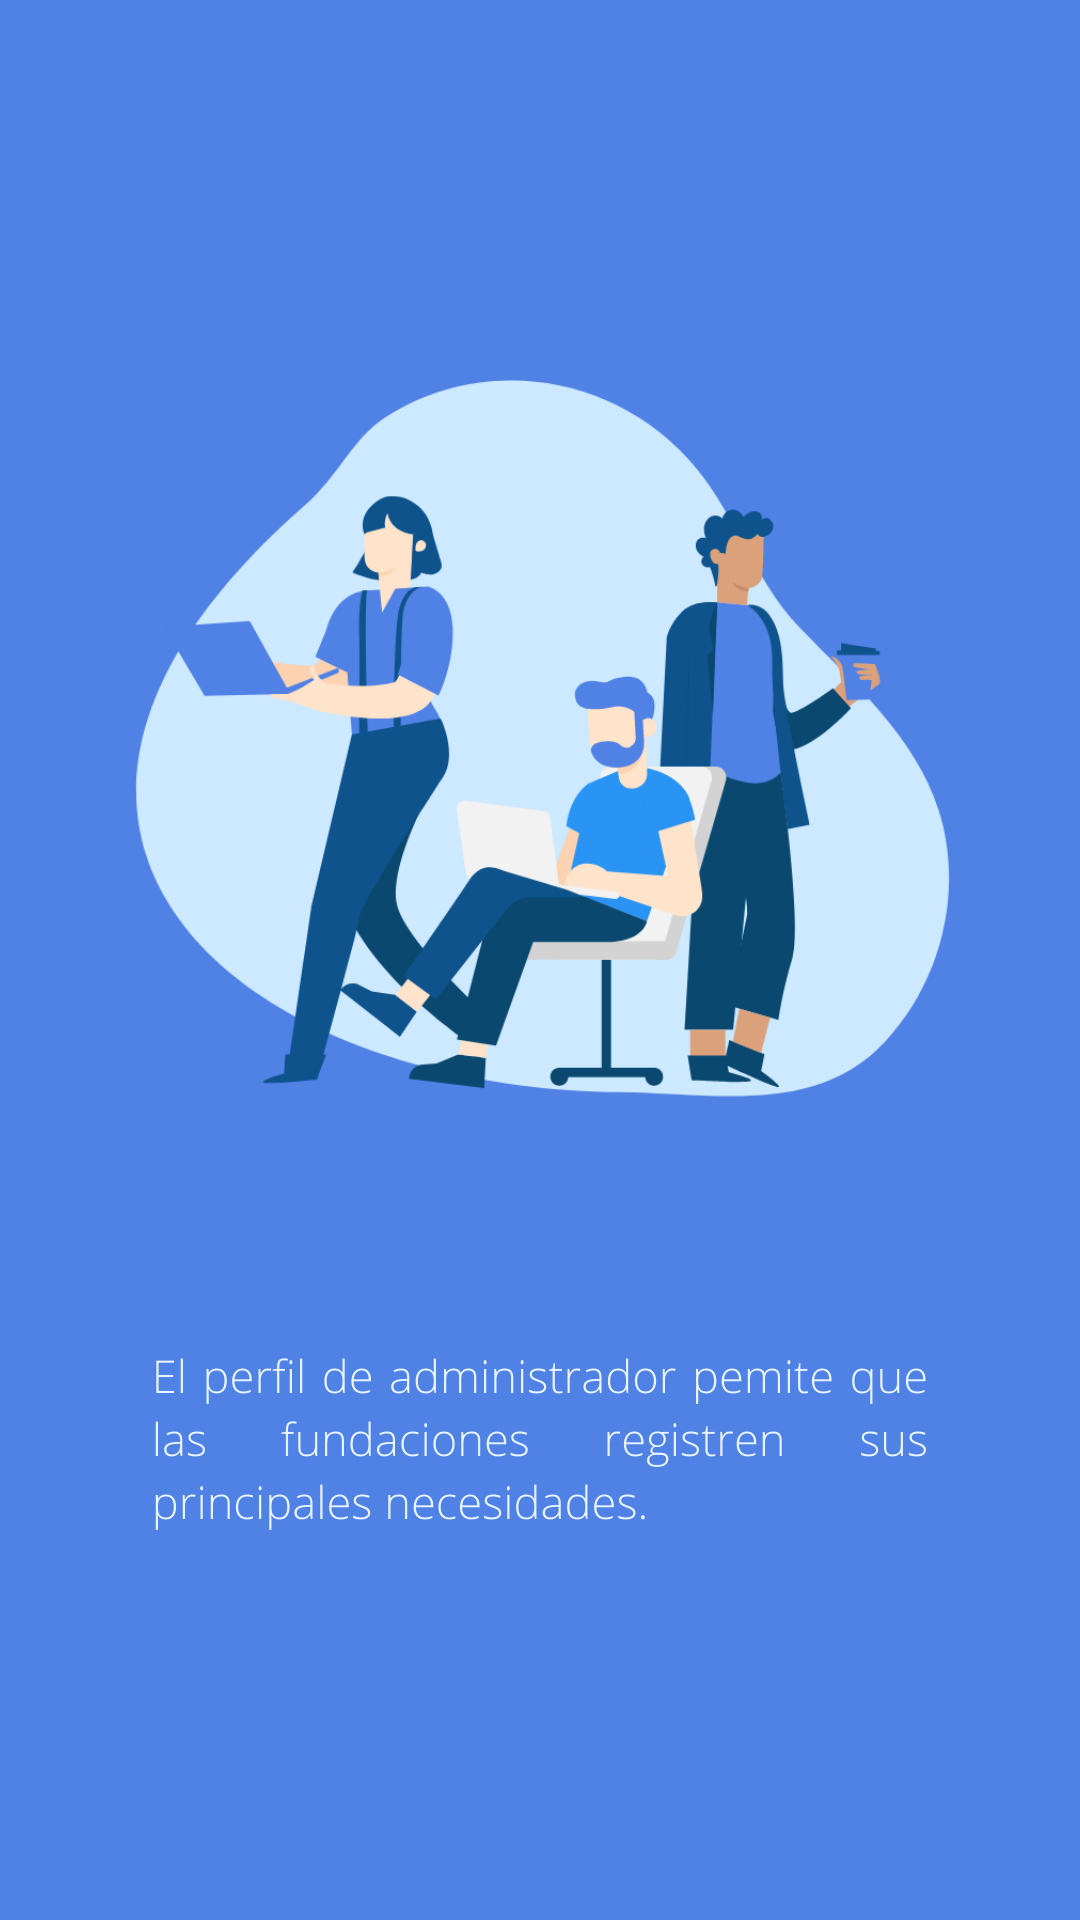 El perfil de administrador pemite que
las fundaciones registren sus
principales necesidades.